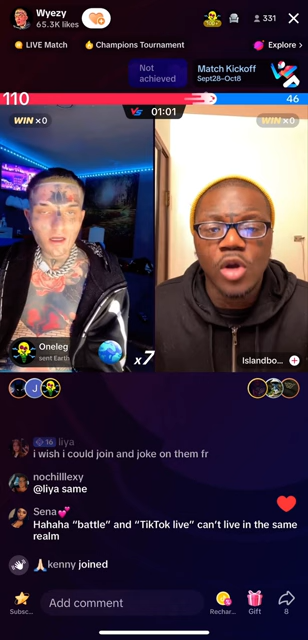 Wyezy
65.3K likes
331
LIVE Match
Champions Tournament
Explore >
Not
achieved
Match Kickoff
Sept28–Oct8
110
46
VS 01:01
WIN ×0
WIN ×0
Oneleg
sent Earth
x7
Islandbo...
J
16 liya
i wish i could join and joke on them fr
nochilllexy
@liya same
Sena💕
Hahaha “battle” and “TikTok live” can’t live in the same
realm
🙏🏻 kenny joined
Subsc...
Add comment
Rechar...
Gift
8